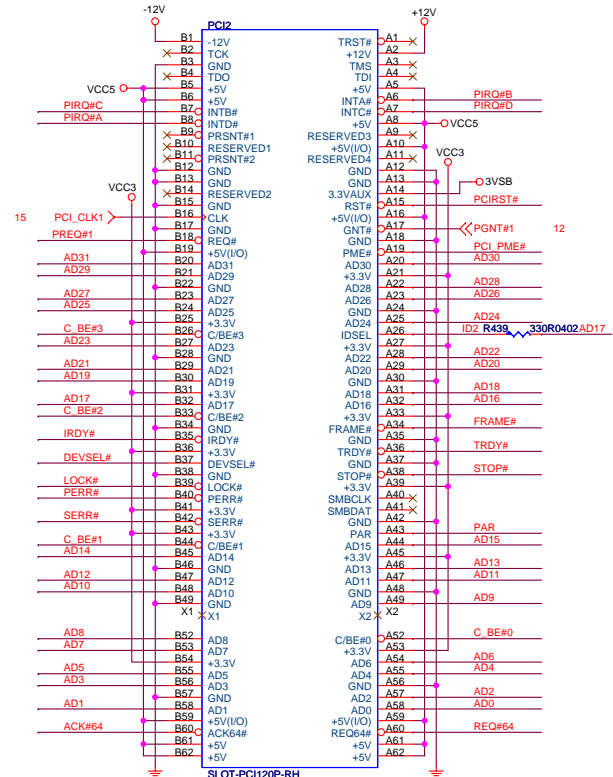 -12V +12V
PCI2
B1 -12V TRST# A1
B2 TCK +12V A2
B3 GND TMS A3
B4 TDO TDI A4
VCC5 B5 +5V +5V A5
B6 +5V INTA# A6 PIRQ#B
PIRQ#C B7 INTB# INTC# A7 PIRQ#D
PIRQ#A B8 INTD# +5V A8 VCC5
B9 PRSNT#1 RESERVED3 A9
B10 RESERVED1 +5V(I/O) A10
B11 PRSNT#2 RESERVED4 A11
VCC3
B12 GND GND A12
B13 GND GND A13
VCC3 B14 RESERVED2 3.3VAUX A14 3VSB
B15 GND RST# A15 PCIRST#
15 PCI_CLK1 B16 CLK +5V(I/O) A16
B17 GND GNT# A17 PGNT#1 12
PREQ#1 B18 REQ# GND A18
B19 +5V(I/O) PME# A19 PCI_PME#
AD31 B20 AD31 AD30 A20 AD30
AD29 B21 AD29 +3.3V A21
B22 GND AD28 A22 AD28
AD27 B23 AD27 AD26 A23 AD26
AD25 B24 AD25 GND A24
B25 +3.3V AD24 A25 AD24
C_BE#3 B26 C/BE#3 IDSEL A26 ID2 R439 330R0402 AD17
AD23 B27 AD23 +3.3V A27
B28 GND AD22 A28 AD22
AD21 B29 AD21 AD20 A29 AD20
AD19 B30 AD19 GND A30
B31 +3.3V AD18 A31 AD18
AD17 B32 AD17 AD16 A32 AD16
C_BE#2 B33 C/BE#2 +3.3V A33
B34 GND FRAME# A34 FRAME#
IRDY# B35 IRDY# GND A35
B36 +3.3V TRDY# A36 TRDY#
DEVSEL# B37 DEVSEL# GND A37
B38 GND STOP# A38 STOP#
LOCK# B39 LOCK# +3.3V A39
PERR# B40 PERR# SMBCLK A40
B41 +3.3V SMBDAT A41
SERR# B42 SERR# GND A42
B43 +3.3V PAR A43 PAR
C_BE#1 B44 C/BE#1 AD15 A44 AD15
AD14 B45 AD14 +3.3V A45
B46 GND AD13 A46 AD13
AD12 B47 AD12 AD11 A47 AD11
AD10 B48 AD10 GND A48
B49 GND AD9 A49 AD9
X1 X1 X2 X2
AD8 B52 AD8 C/BE#0 A52 C_BE#0
AD7 B53 AD7 +3.3V A53
B54 +3.3V AD6 A54 AD6
AD5 B55 AD5 AD4 A55 AD4
AD3 B56 AD3 GND A56
B57 GND AD2 A57 AD2
AD1 B58 AD1 AD0 A58 AD0
B59 +5V(I/O) +5V(I/O) A59
ACK#64 B60 ACK64# REQ64# A60 REQ#64
B61 +5V +5V A61
B62 +5V +5V A62
SLOT-PCI120P-RH